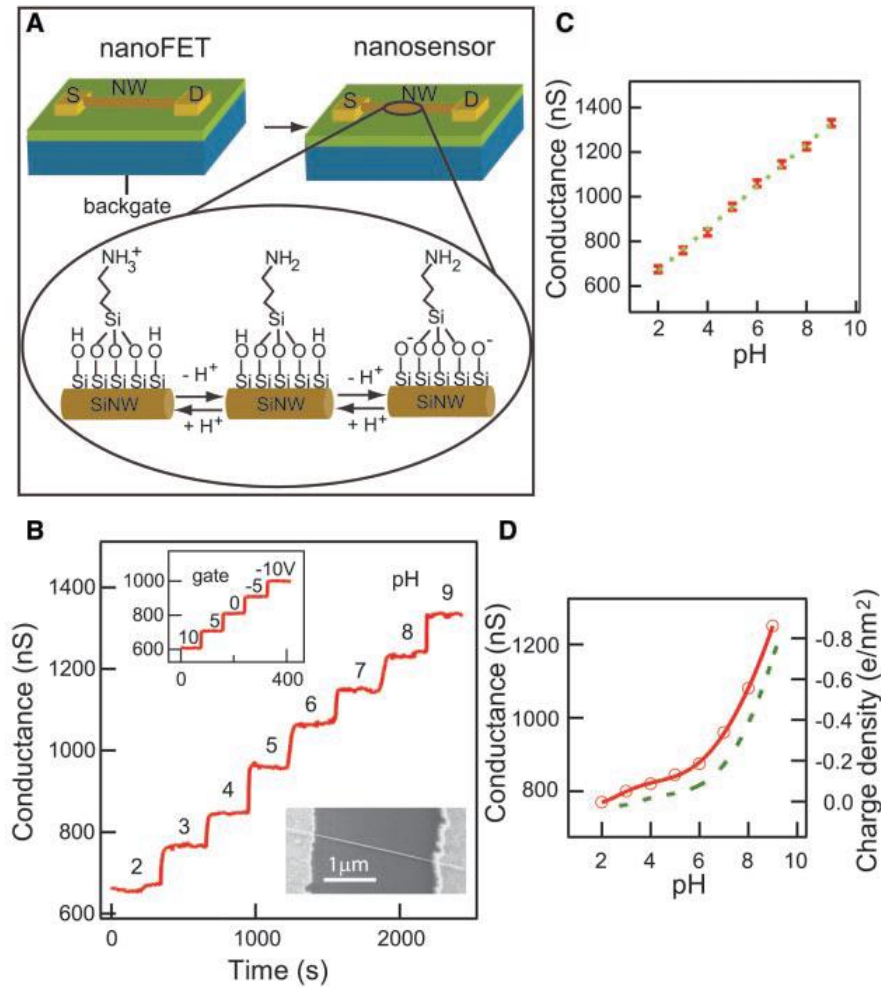 A
nanoFET
nanosensor
S NW D
S NW D
backgate
NH3+ NH2 NH2
Si Si Si
H H H H
O O O O O O O O O O O- O O O O-
Si Si Si Si Si Si Si Si Si Si Si Si Si Si Si
- H+ - H+
SiNW SiNW SiNW
+ H+ + H+
C
Conductance (nS)
1400
1200
1000
800
600
2 4 6 8 10
pH
B
Conductance (nS)
1400
1300
1200
1000
800
600
gate
1000
800
600
10 5 0 -5 -10V
0 400
pH
2 3 4 5 6 7 8 9
1μm
0 1000 2000
Time (s)
D
Conductance (nS)
1200
1000
800
Charge density (e/nm2)
-0.8
-0.6
-0.4
-0.2
0.0
2 4 6 8 10
pH